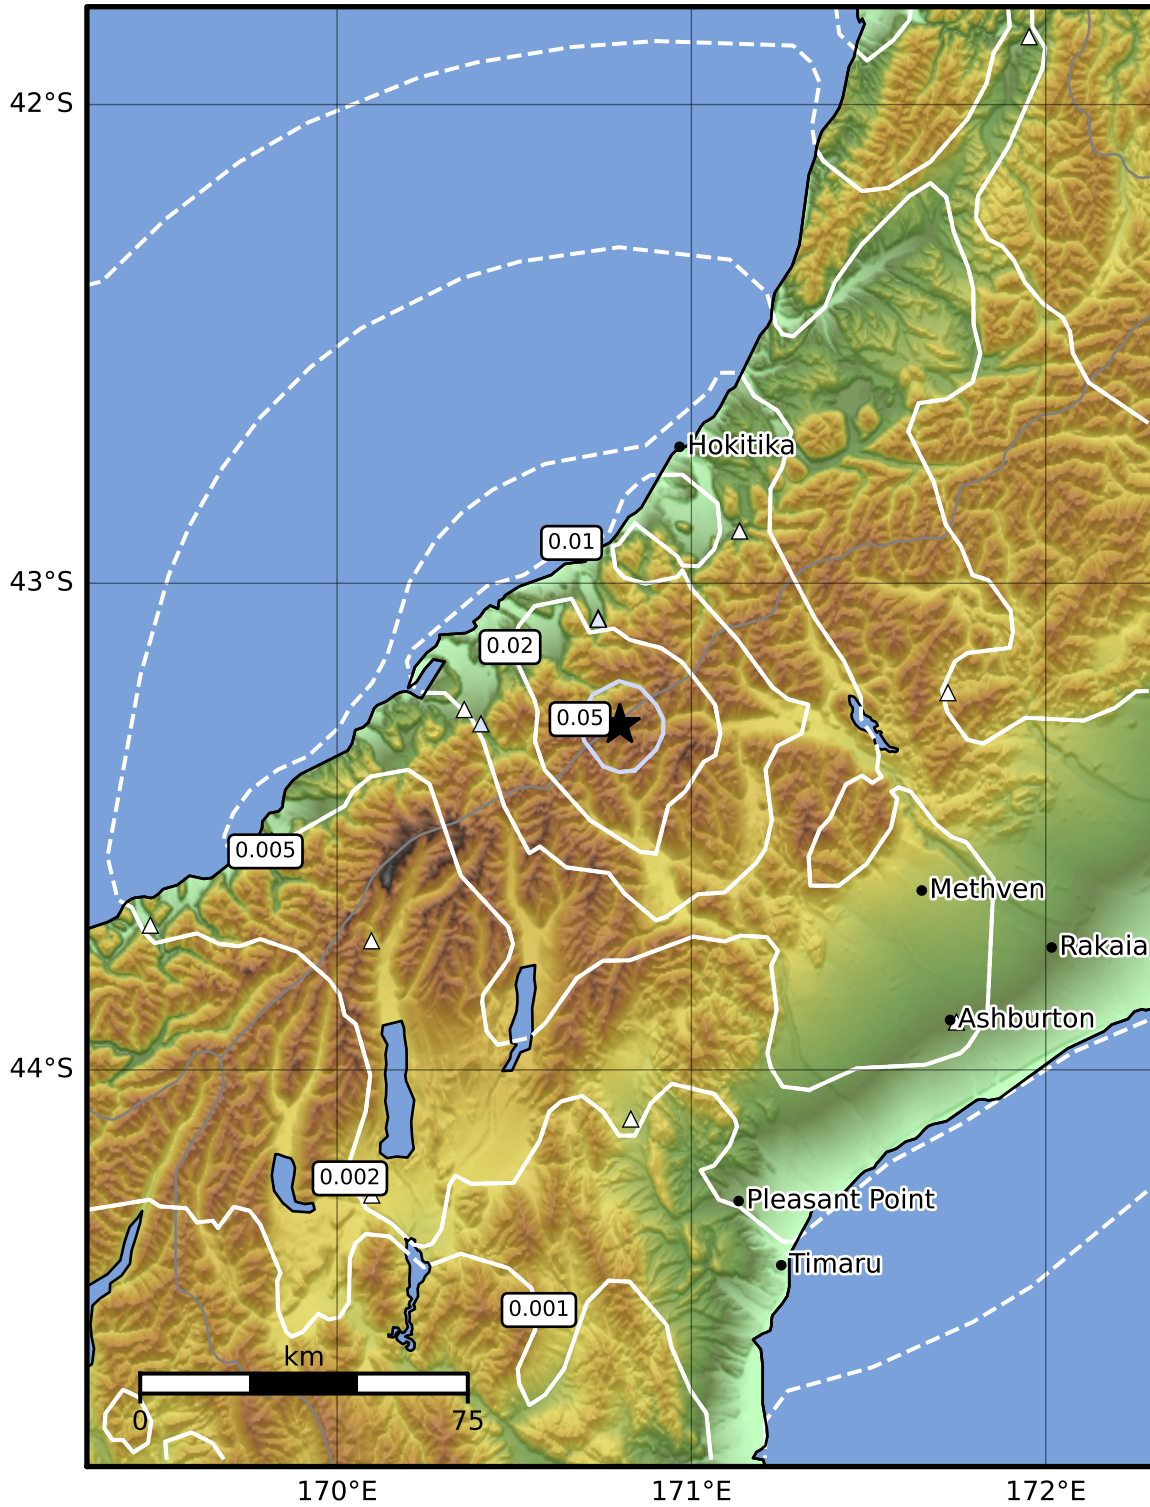 42°S
Hokitika
0.01
43°S
0.02
0.05
0.005
Methven
Rakaia
Ashburton
44°S
0.002
Pleasant Point
Timaru
0.001
km
0
75
170°E
171°E
172°E